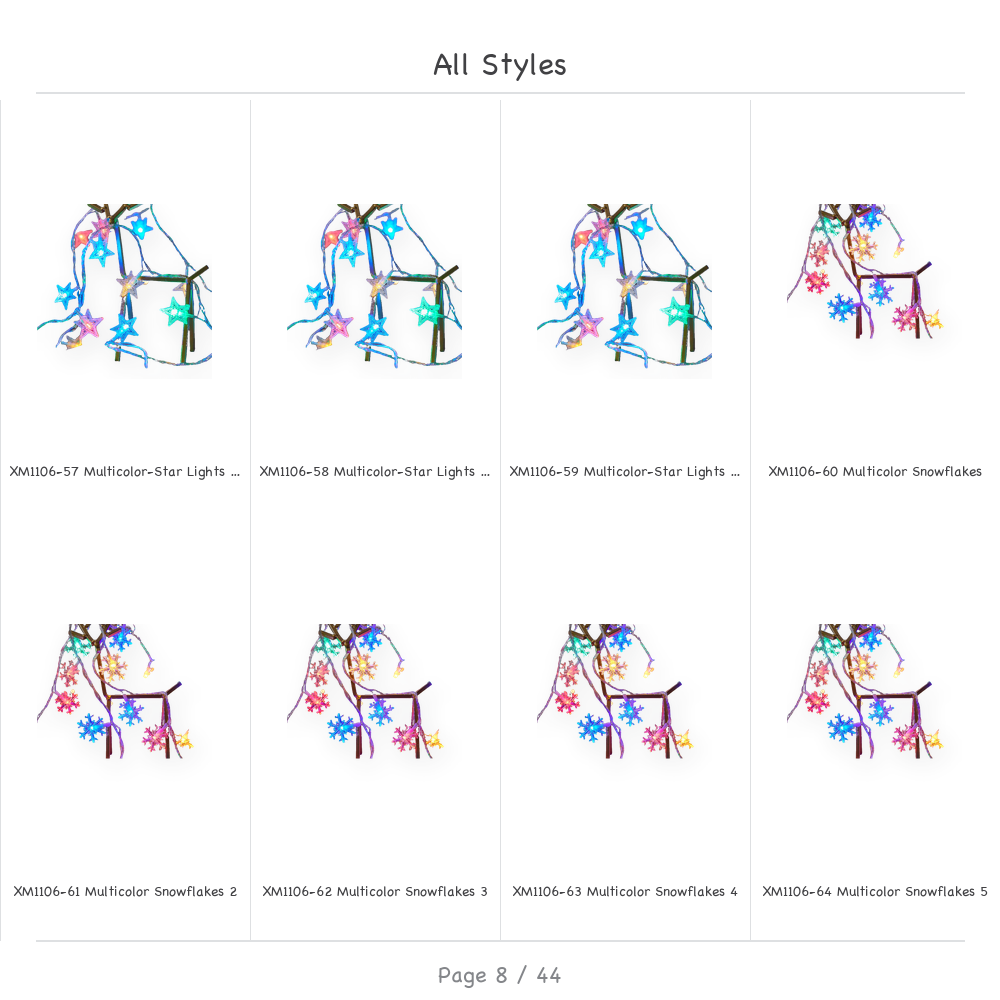 All Styles
XM1106-57 Multicolor-Star Lights ...
XM1106-58 Multicolor-Star Lights ...
XM1106-59 Multicolor-Star Lights ...
XM1106-60 Multicolor Snowflakes
XM1106-61 Multicolor Snowflakes 2
XM1106-62 Multicolor Snowflakes 3
XM1106-63 Multicolor Snowflakes 4
XM1106-64 Multicolor Snowflakes 5
Page 8 / 44